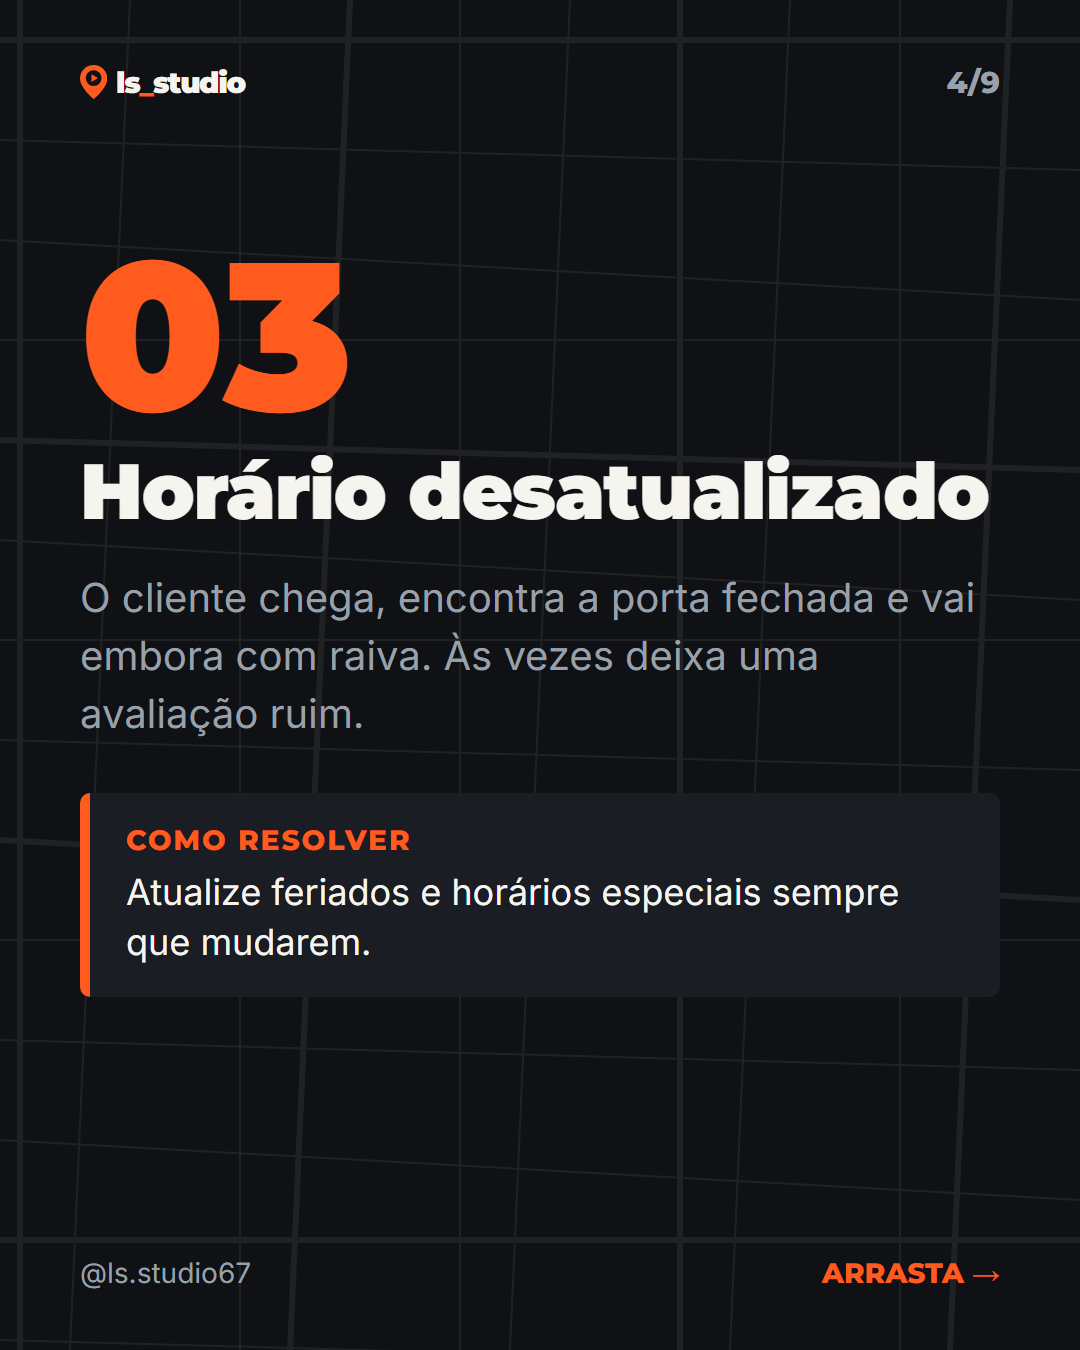 ls_studio
4/9
03
Horário desatualizado
O cliente chega, encontra a porta fechada e vai
embora com raiva. Às vezes deixa uma
avaliação ruim.
COMO RESOLVER
Atualize feriados e horários especiais sempre
que mudarem.
@ls.studio67
ARRASTA →